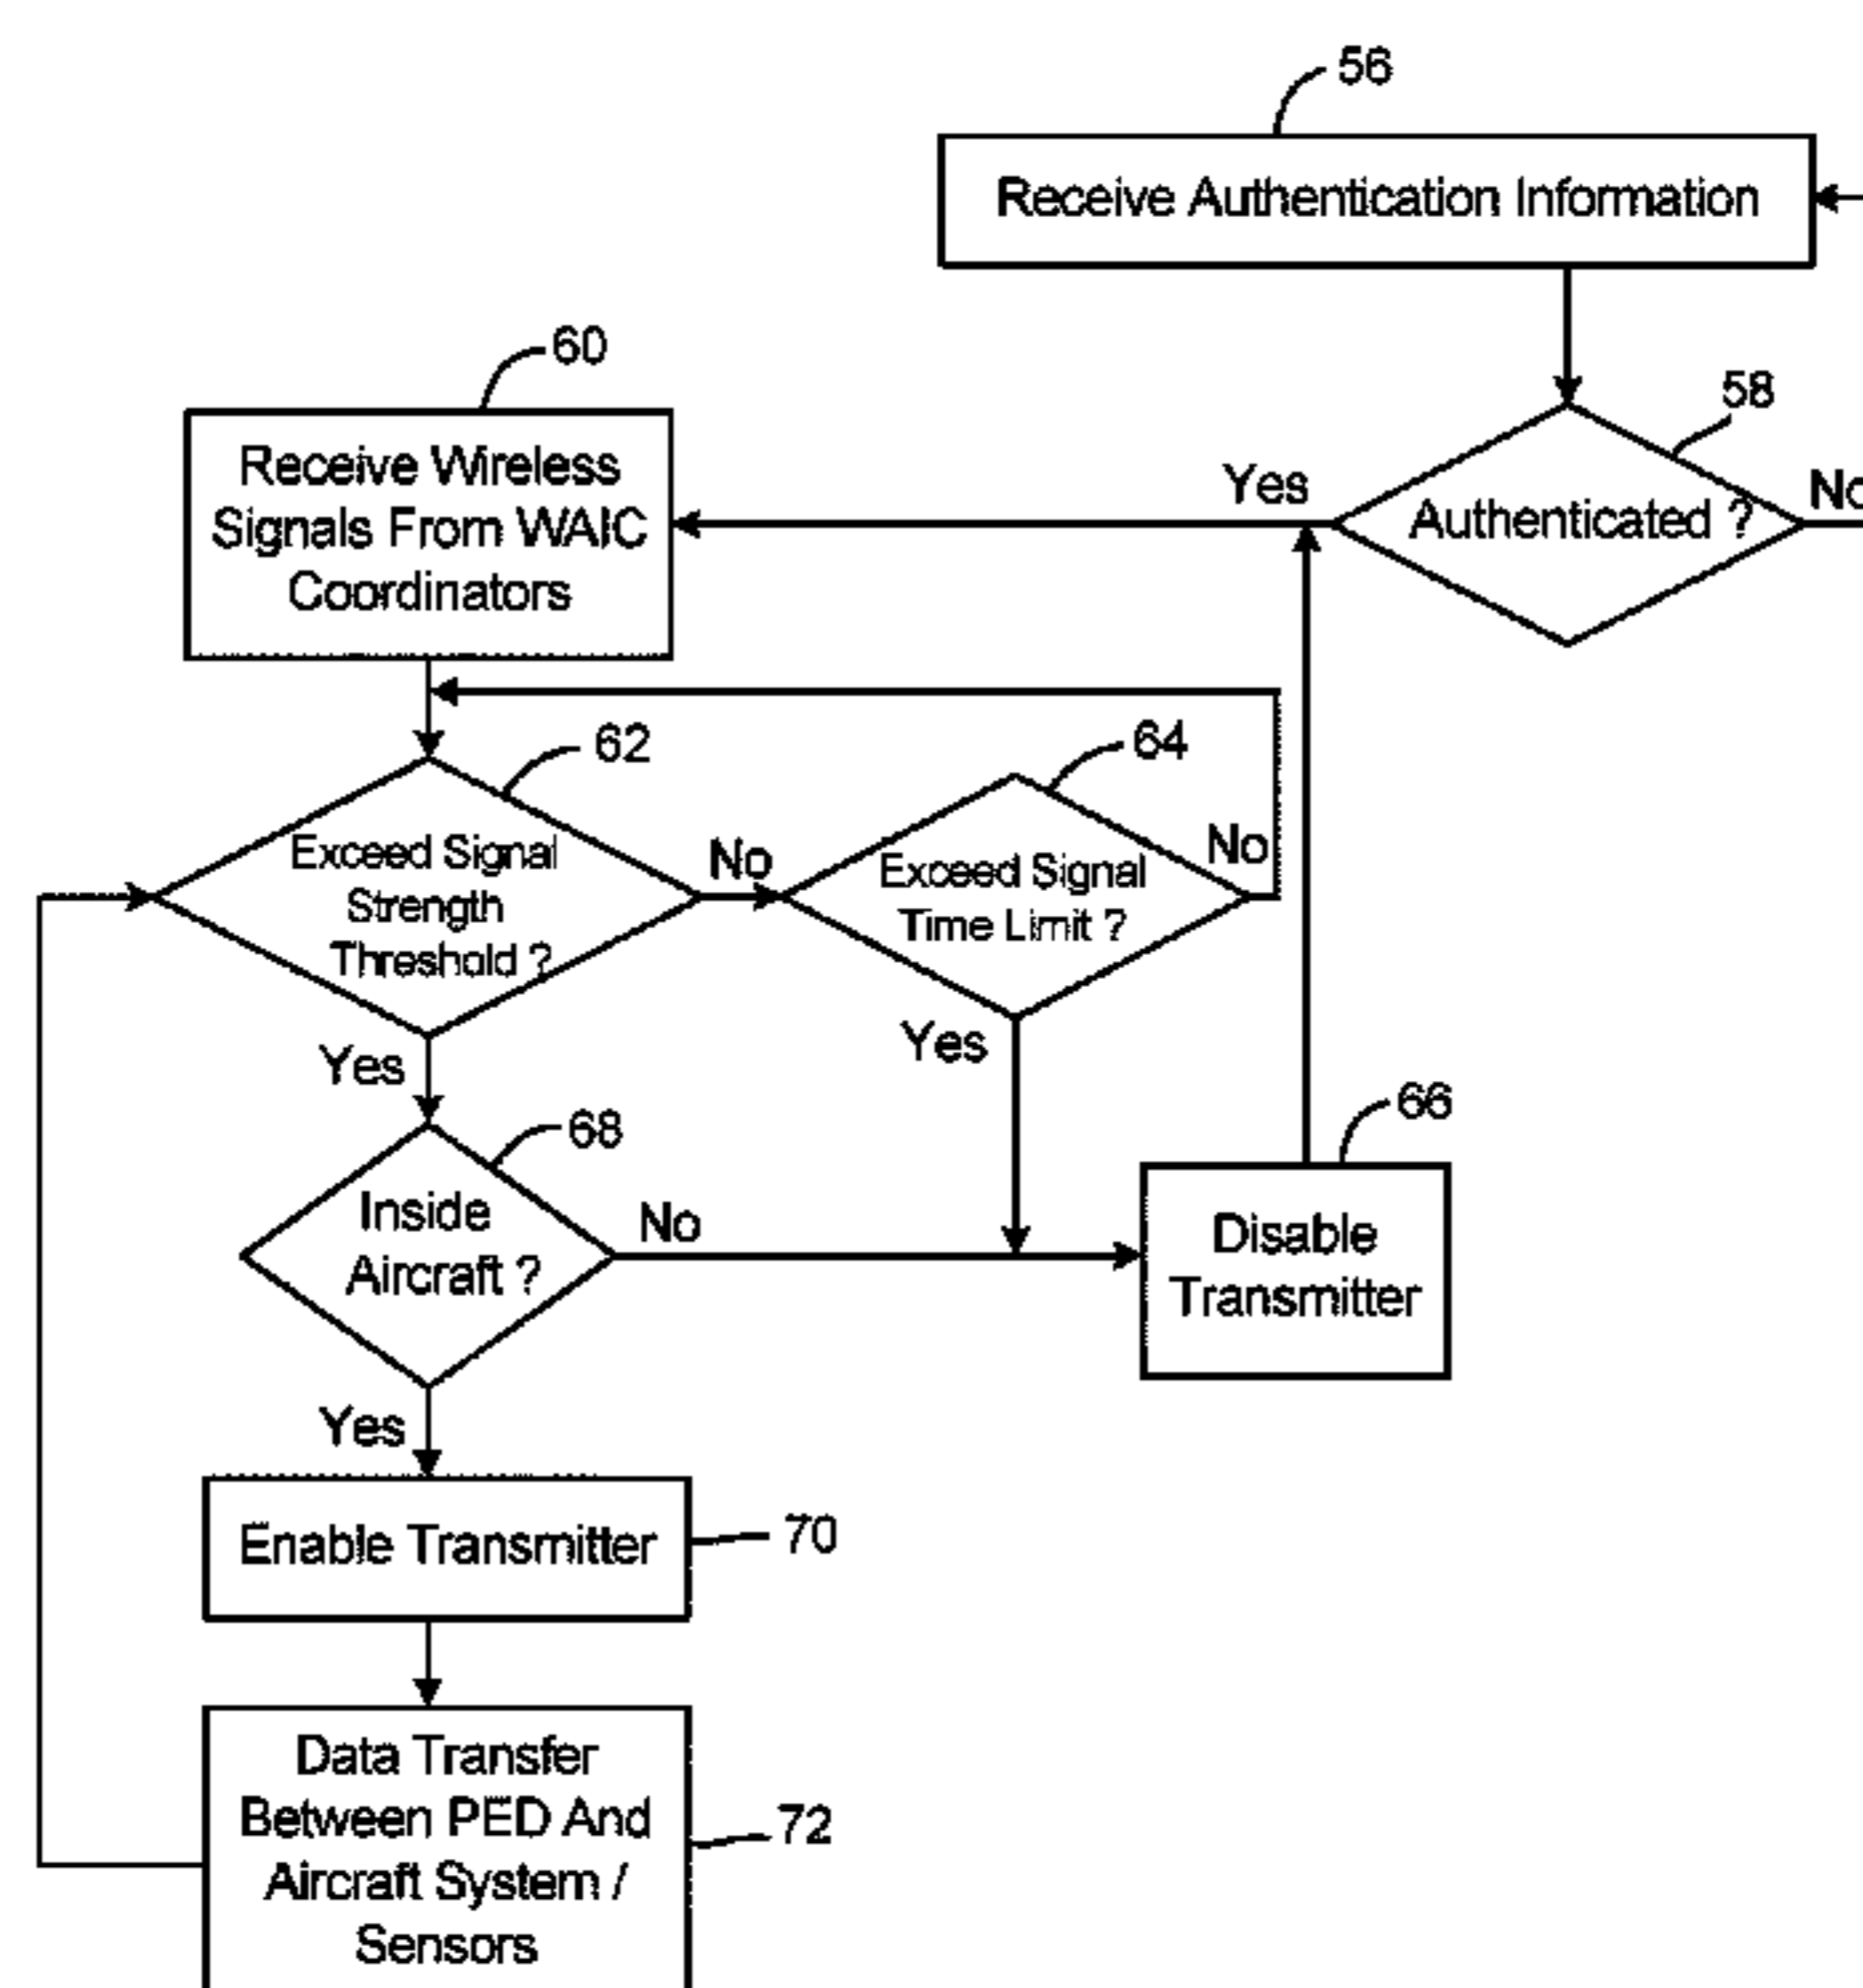 56
Receive Authentication Information
60
58
Receive Wireless
Signals From WAIC
Coordinators
Yes
Authenticated ?
No
62
64
Exceed Signal
Strength
Threshold ?
No
Exceed Signal
Time Limit ?
No
Yes
Yes
68
66
Inside
Aircraft ?
No
Disable
Transmitter
Yes
Enable Transmitter
70
Data Transfer
Between PED And
Aircraft System /
Sensors
72